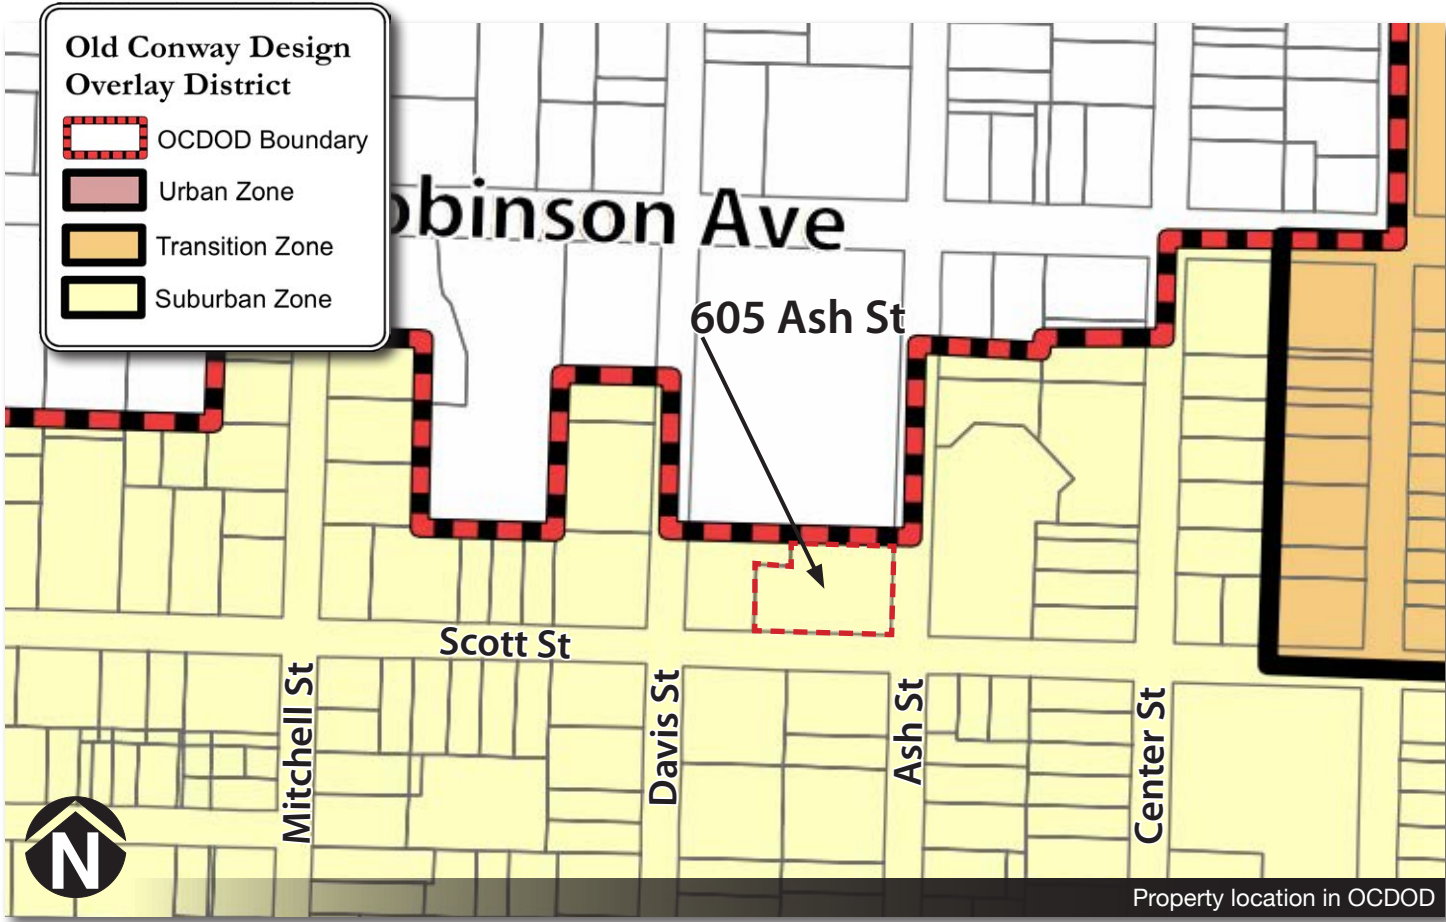 Old Conway Design
Overlay District
OCDOD Boundary
Urban Zone
Transition Zone
Suburban Zone
obinson Ave
605 Ash St
Scott St
Mitchell St
Davis St
Ash St
Center St
N
Property location in OCDOD